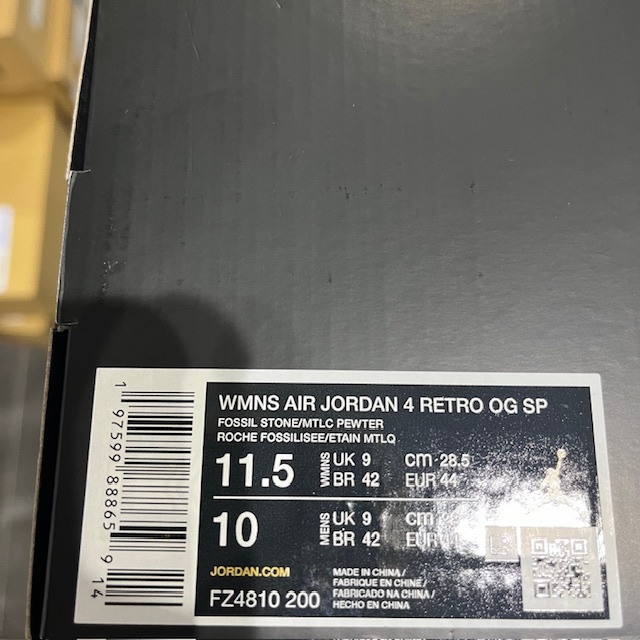 WMNS AIR JORDAN 4 RETRO OG SP
FOSSIL STONE/MTLC PEWTER
ROCHE FOSSILISEE/ETAIN MTLQ
11.5 WMNS UK 9 CM 28.5
BR 42 EUR 44
10 MENS UK 9 CM
BR 42 EUR
JORDAN.COM
FZ4810 200
MADE IN CHINA /
FABRIQUE EN CHINE /
FABRICADO NA CHINA /
HECHO EN CHINA
1 97599 88865 9 14